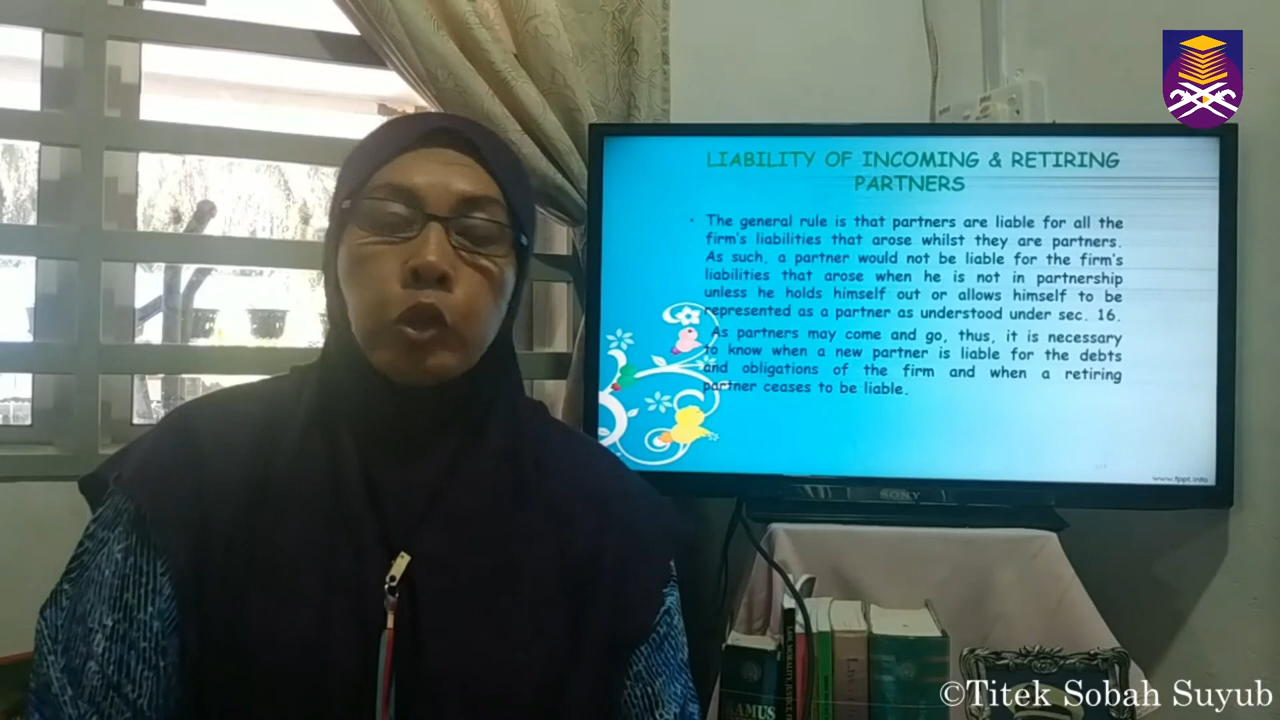 LIABILITY OF INCOMING & RETIRING
PARTNERS
• The general rule is that partners are liable for all the
firm's liabilities that arose whilst they are partners.
As such, a partner would not be liable for the firm's
liabilities that arose when he is not in partnership
unless he holds himself out or allows himself to be
represented as a partner as understood under sec. 16.
As partners may come and go, thus, it is necessary
to know when a new partner is liable for the debts
and obligations of the firm and when a retiring
partner ceases to be liable.
www.fppt.info
SONY
©Titek Sobah Suyub